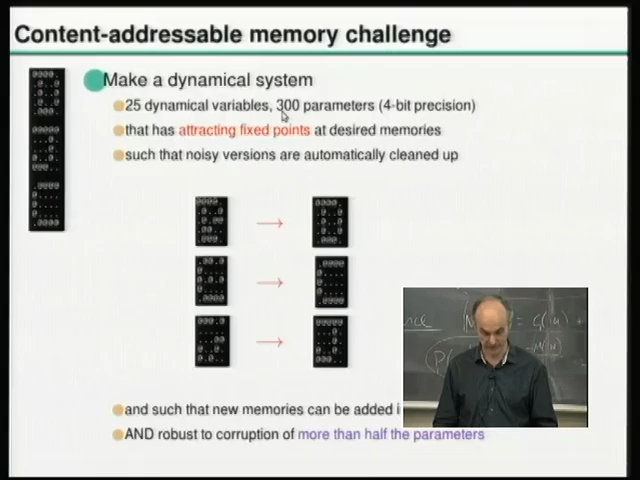 Content-addressable memory challenge
Make a dynamical system
25 dynamical variables, 300 parameters (4-bit precision)
that has attracting fixed points at desired memories
such that noisy versions are automatically cleaned up
and such that new memories can be added i
AND robust to corruption of more than half the parameters